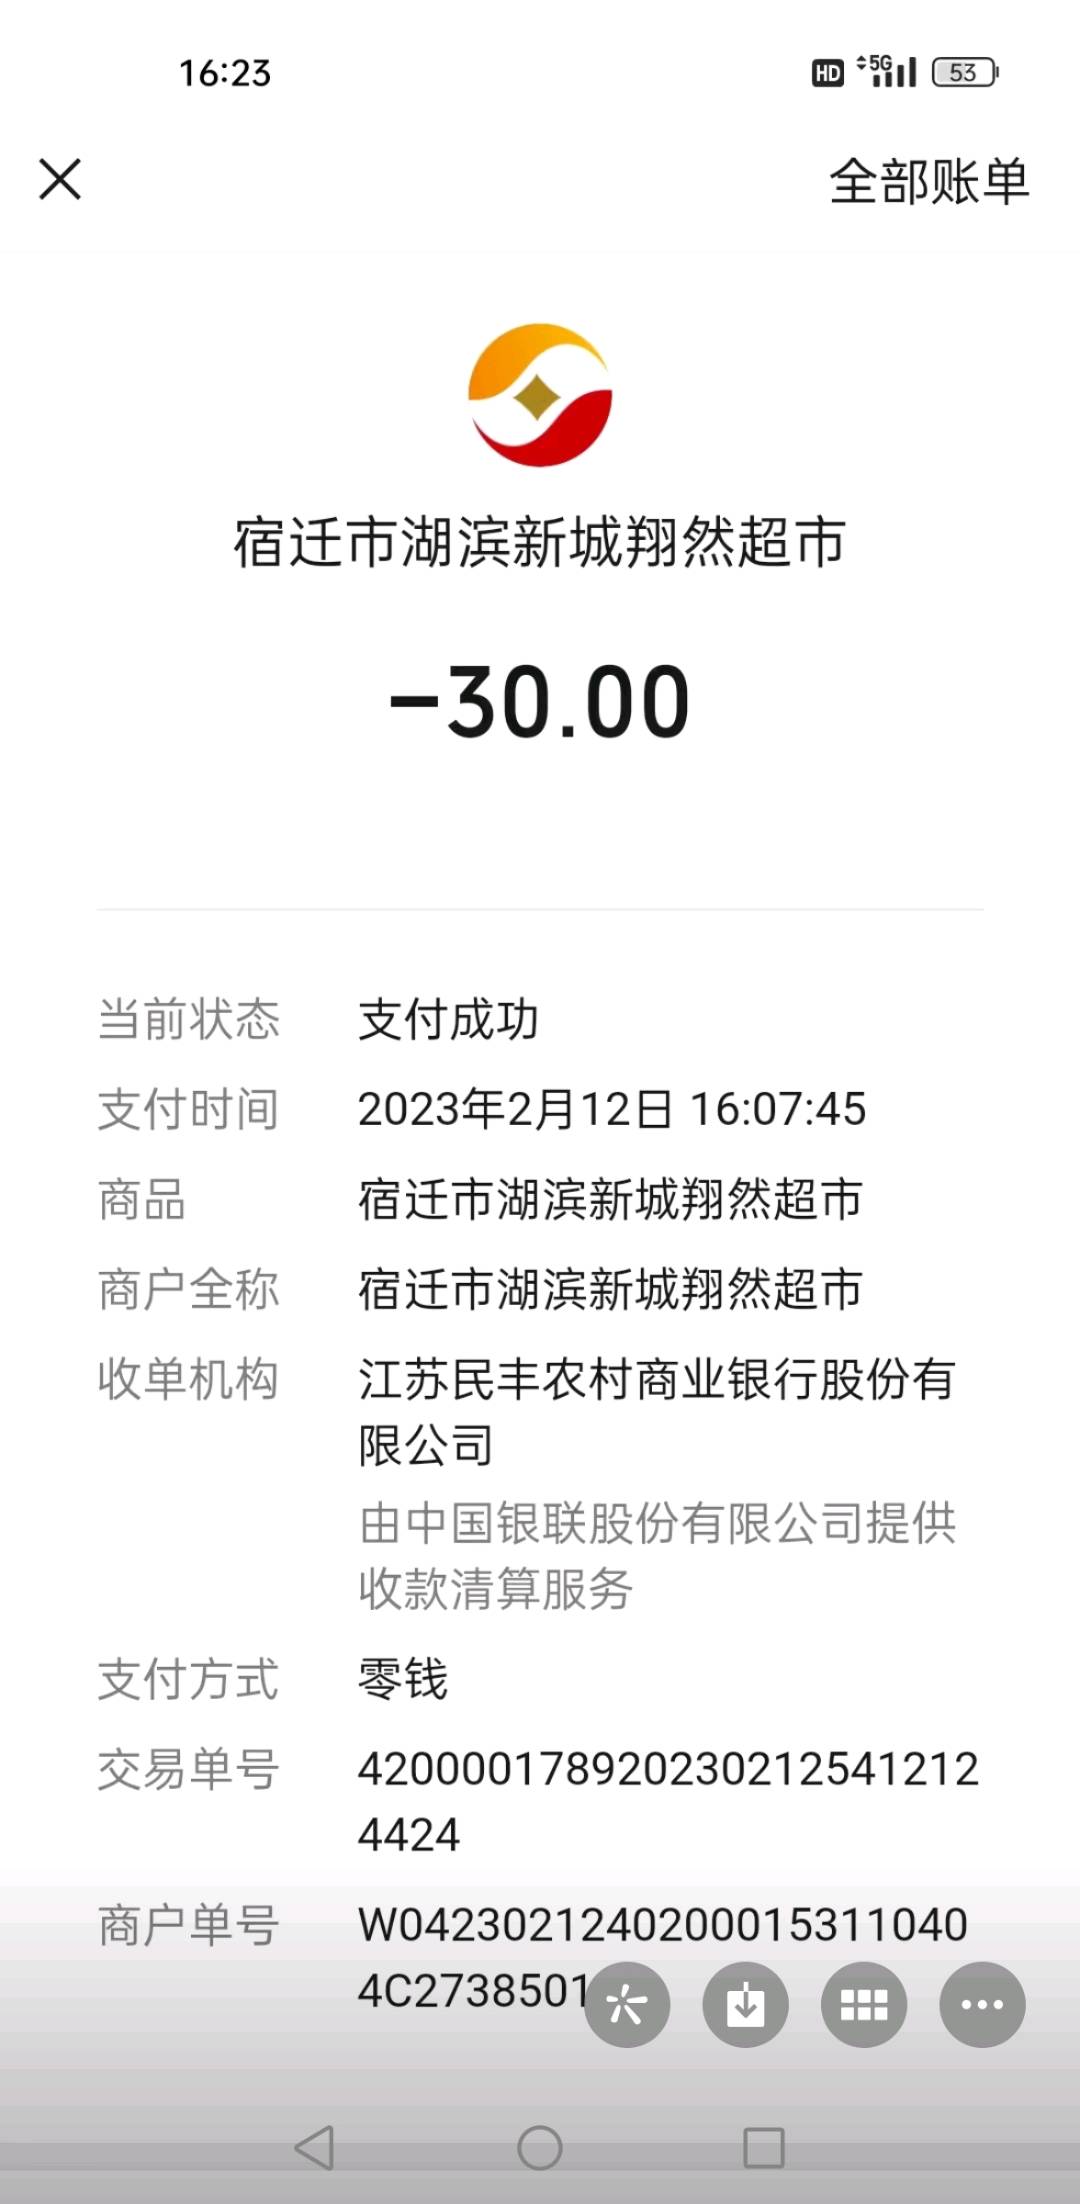 16:23
HD 5G 53
全部账单
宿迁市湖滨新城翔然超市
-30.00
当前状态 支付成功
支付时间 2023年2月12日 16:07:45
商品 宿迁市湖滨新城翔然超市
商户全称 宿迁市湖滨新城翔然超市
收单机构 江苏民丰农村商业银行股份有
限公司
由中国银联股份有限公司提供
收款清算服务
支付方式 零钱
交易单号 420000178920230212541212
4424
商户单号 W04230212402000153110​40
4C2738501